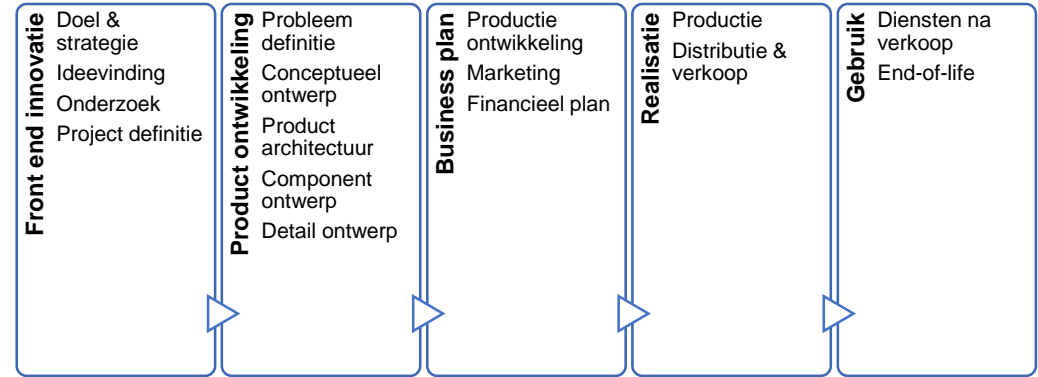 Front end innovatie
Doel &
strategie
Ideevinding
Onderzoek
Project definitie
Product ontwikkeling
Probleem
definitie
Conceptueel
ontwerp
Product
architectuur
Component
ontwerp
Detail ontwerp
Business plan
Productie
ontwikkeling
Marketing
Financieel plan
Realisatie
Productie
Distributie &
verkoop
Gebruik
Diensten na
verkoop
End-of-life